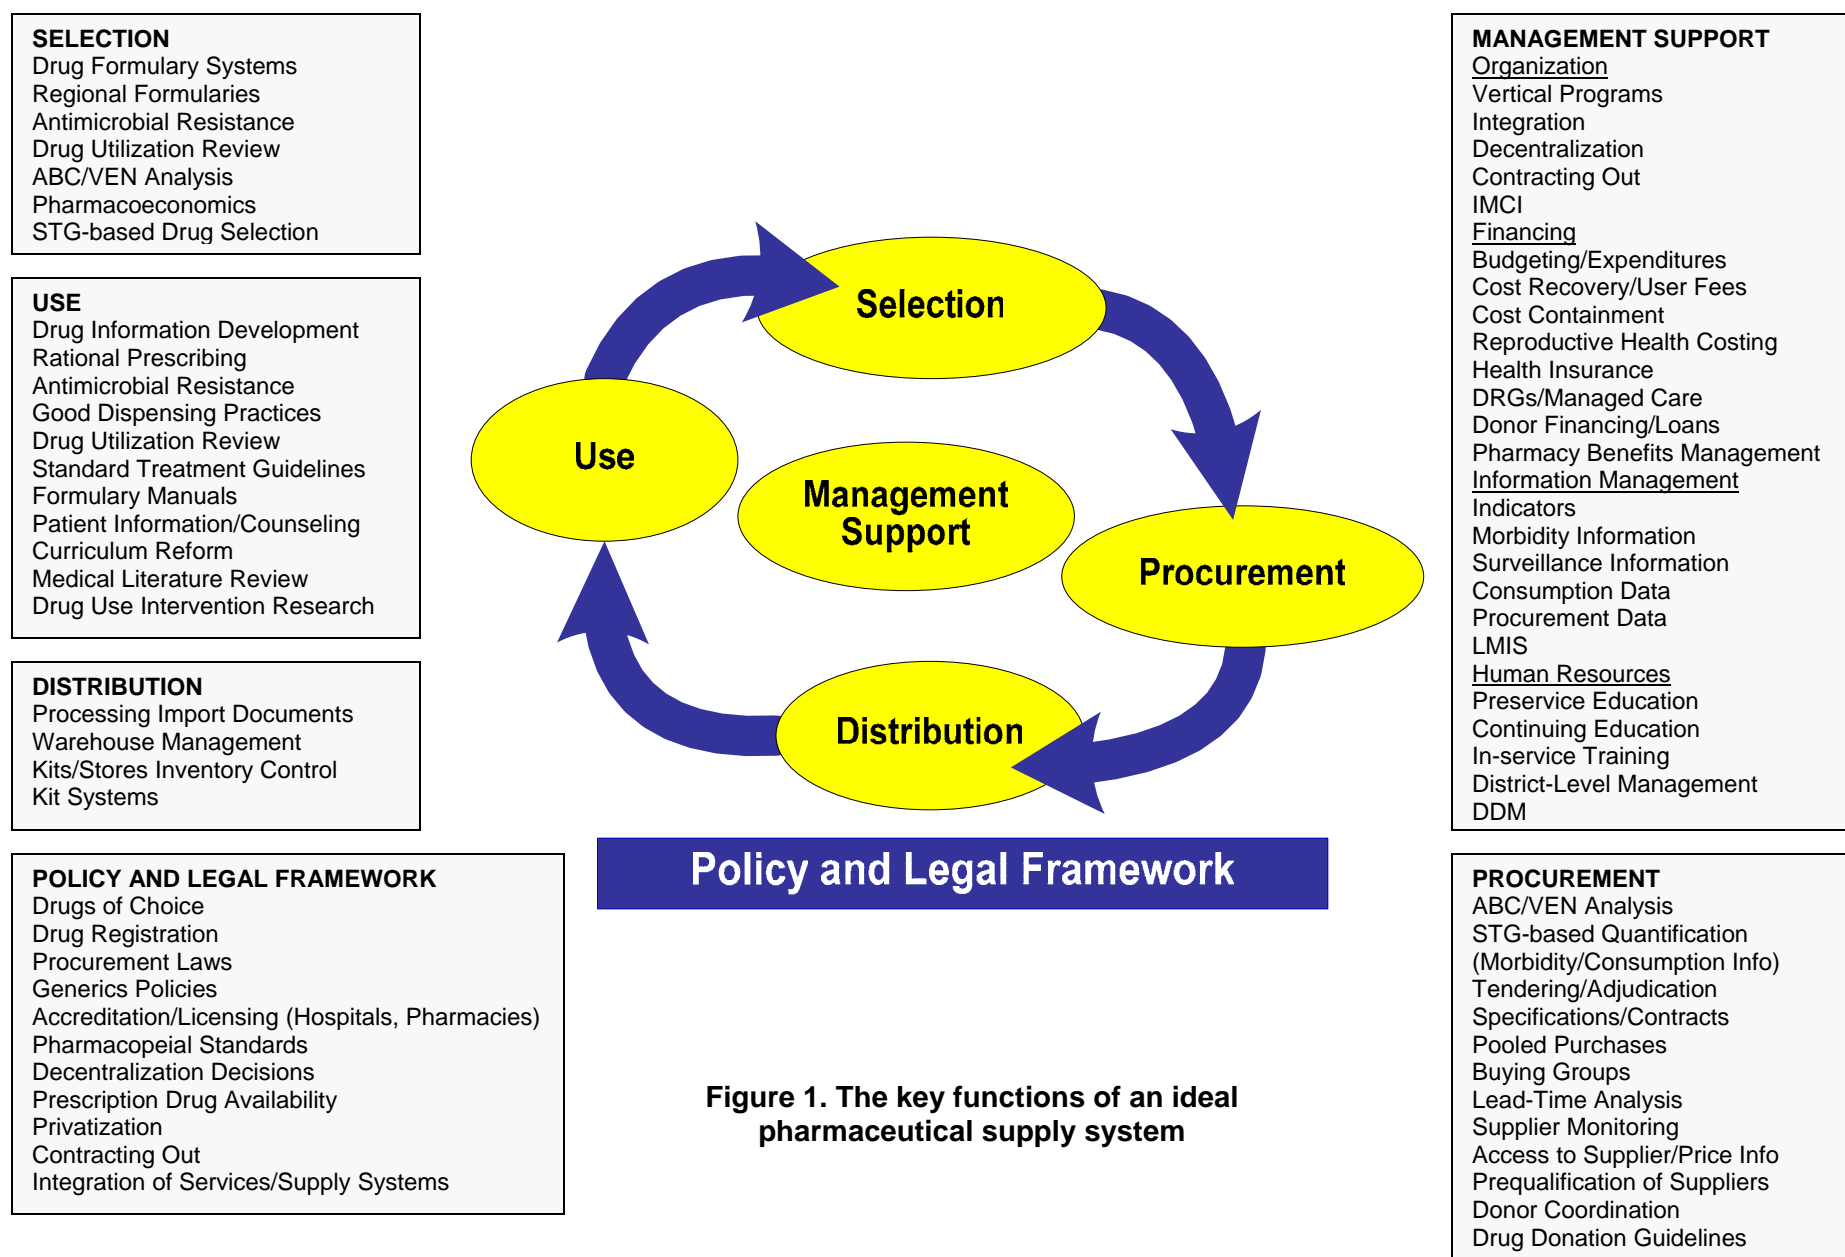 SELECTION
Drug Formulary Systems
Regional Formularies
Antimicrobial Resistance
Drug Utilization Review
ABC/VEN Analysis
Pharmacoeconomics
STG-based Drug Selection
USE
Drug Information Development
Rational Prescribing
Antimicrobial Resistance
Good Dispensing Practices
Drug Utilization Review
Standard Treatment Guidelines
Formulary Manuals
Patient Information/Counseling
Curriculum Reform
Medical Literature Review
Drug Use Intervention Research
DISTRIBUTION
Processing Import Documents
Warehouse Management
Kits/Stores Inventory Control
Kit Systems
POLICY AND LEGAL FRAMEWORK
Drugs of Choice
Drug Registration
Procurement Laws
Generics Policies
Accreditation/Licensing (Hospitals, Pharmacies)
Pharmacopeial Standards
Decentralization Decisions
Prescription Drug Availability
Privatization
Contracting Out
Integration of Services/Supply Systems
Selection
Use
Management
Support
Procurement
Distribution
Policy and Legal Framework
Figure 1. The key functions of an ideal
pharmaceutical supply system
MANAGEMENT SUPPORT
Organization
Vertical Programs
Integration
Decentralization
Contracting Out
IMCI
Financing
Budgeting/Expenditures
Cost Recovery/User Fees
Cost Containment
Reproductive Health Costing
Health Insurance
DRGs/Managed Care
Donor Financing/Loans
Pharmacy Benefits Management
Information Management
Indicators
Morbidity Information
Surveillance Information
Consumption Data
Procurement Data
LMIS
Human Resources
Preservice Education
Continuing Education
In-service Training
District-Level Management
DDM
PROCUREMENT
ABC/VEN Analysis
STG-based Quantification
(Morbidity/Consumption Info)
Tendering/Adjudication
Specifications/Contracts
Pooled Purchases
Buying Groups
Lead-Time Analysis
Supplier Monitoring
Access to Supplier/Price Info
Prequalification of Suppliers
Donor Coordination
Drug Donation Guidelines